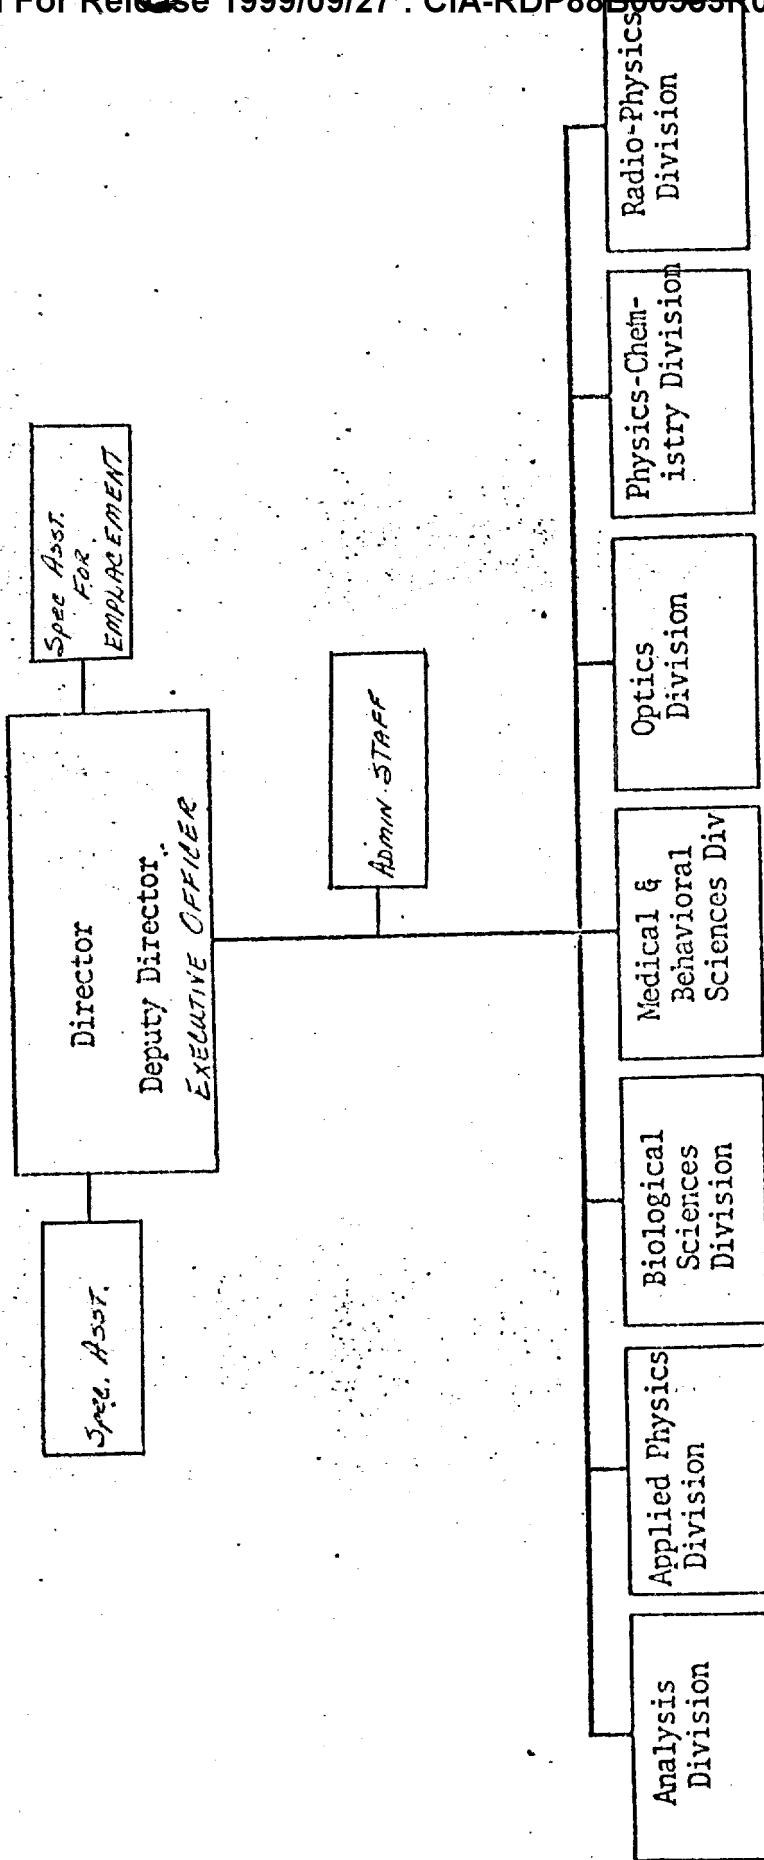 For Release 1999/09/27 : CIA-RDP88B00553R0
Spec. Asst.
Director
Deputy Director
EXECUTIVE OFFICER
Spec Asst.
FOR
EMPLACEMENT
ADMIN. STAFF
Analysis
Division
Applied Physics
Division
Biological
Sciences
Division
Medical &
Behavioral
Sciences Div
Optics
Division
Physics-Chem-
istry Division
Radio-Physics
Division